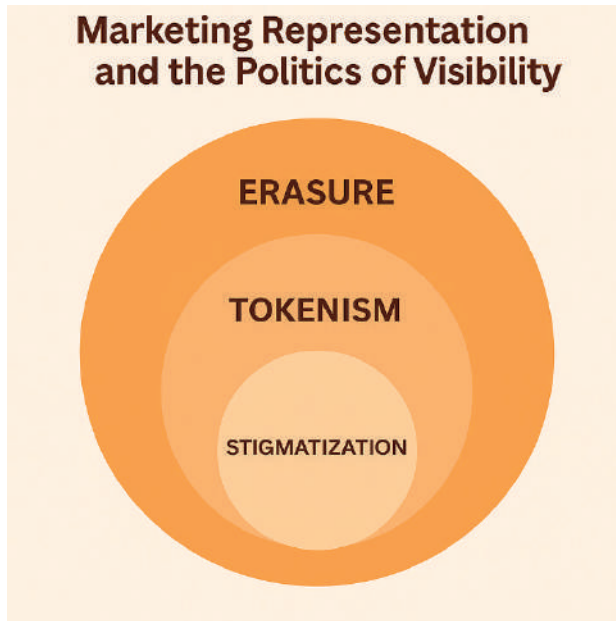 Marketing Representation
and the Politics of Visibility
ERASURE
TOKENISM
STIGMATIZATION